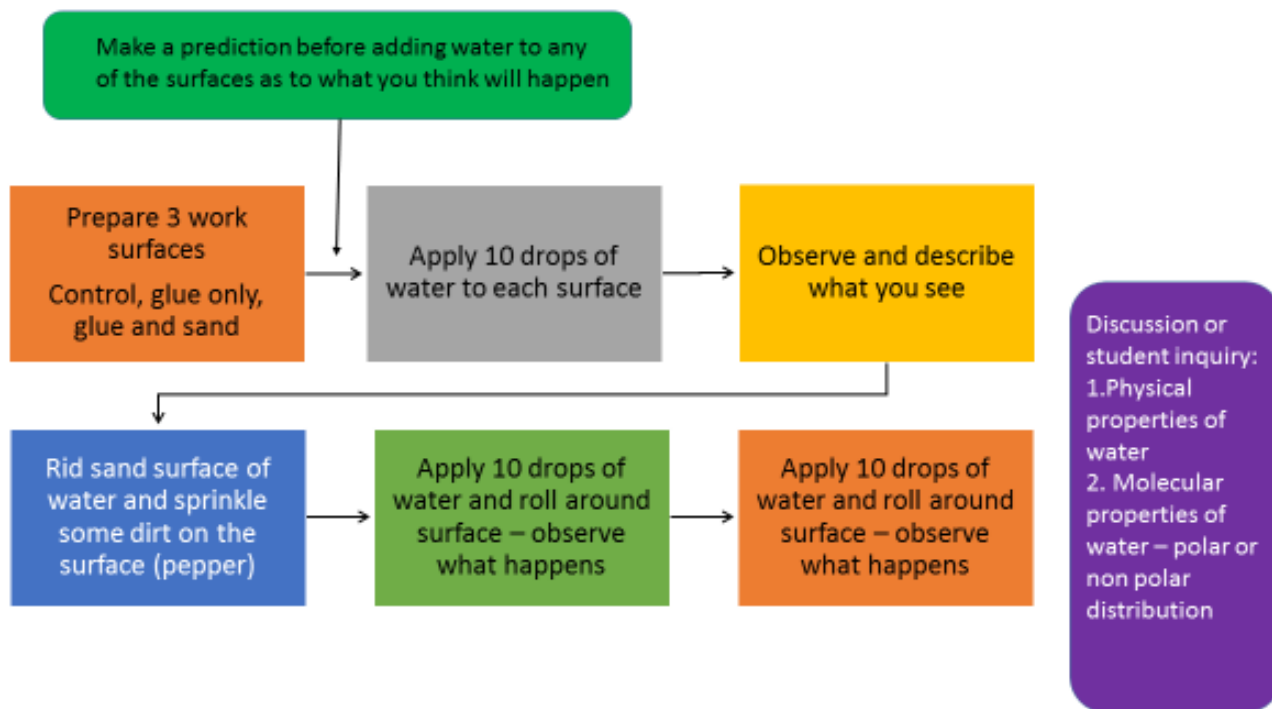 Make a prediction before adding water to any
of the surfaces as to what you think will happen
Prepare 3 work
surfaces
Control, glue only,
glue and sand
Apply 10 drops of
water to each surface
Observe and describe
what you see
Rid sand surface of
water and sprinkle
some dirt on the
surface (pepper)
Apply 10 drops of
water and roll around
surface – observe
what happens
Apply 10 drops of
water and roll around
surface – observe
what happens
Discussion or
student inquiry:
1.Physical
properties of
water
2. Molecular
properties of
water – polar or
non polar
distribution